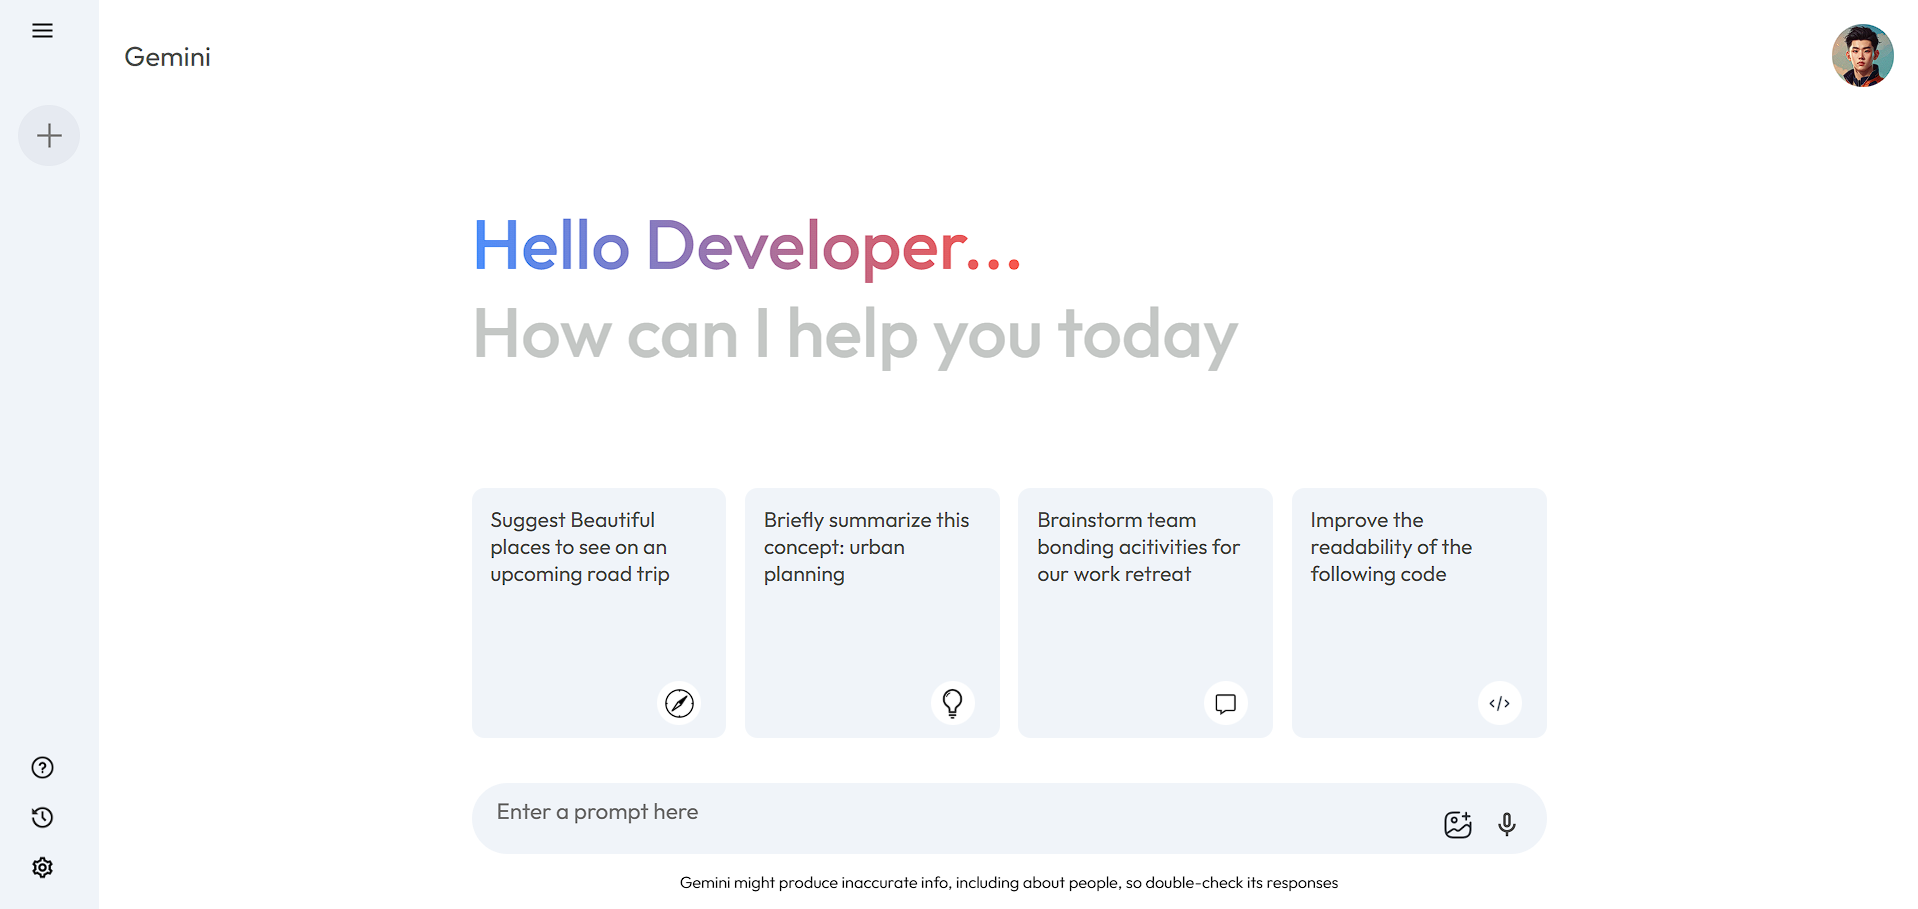 Gemini
Hello Developer...
How can I help you today
Suggest Beautiful
places to see on an
upcoming road trip
Briefly summarize this
concept: urban
planning
Brainstorm team
bonding acitivities for
our work retreat
Improve the
readability of the
following code
Enter a prompt here
Gemini might produce inaccurate info, including about people, so double-check its responses